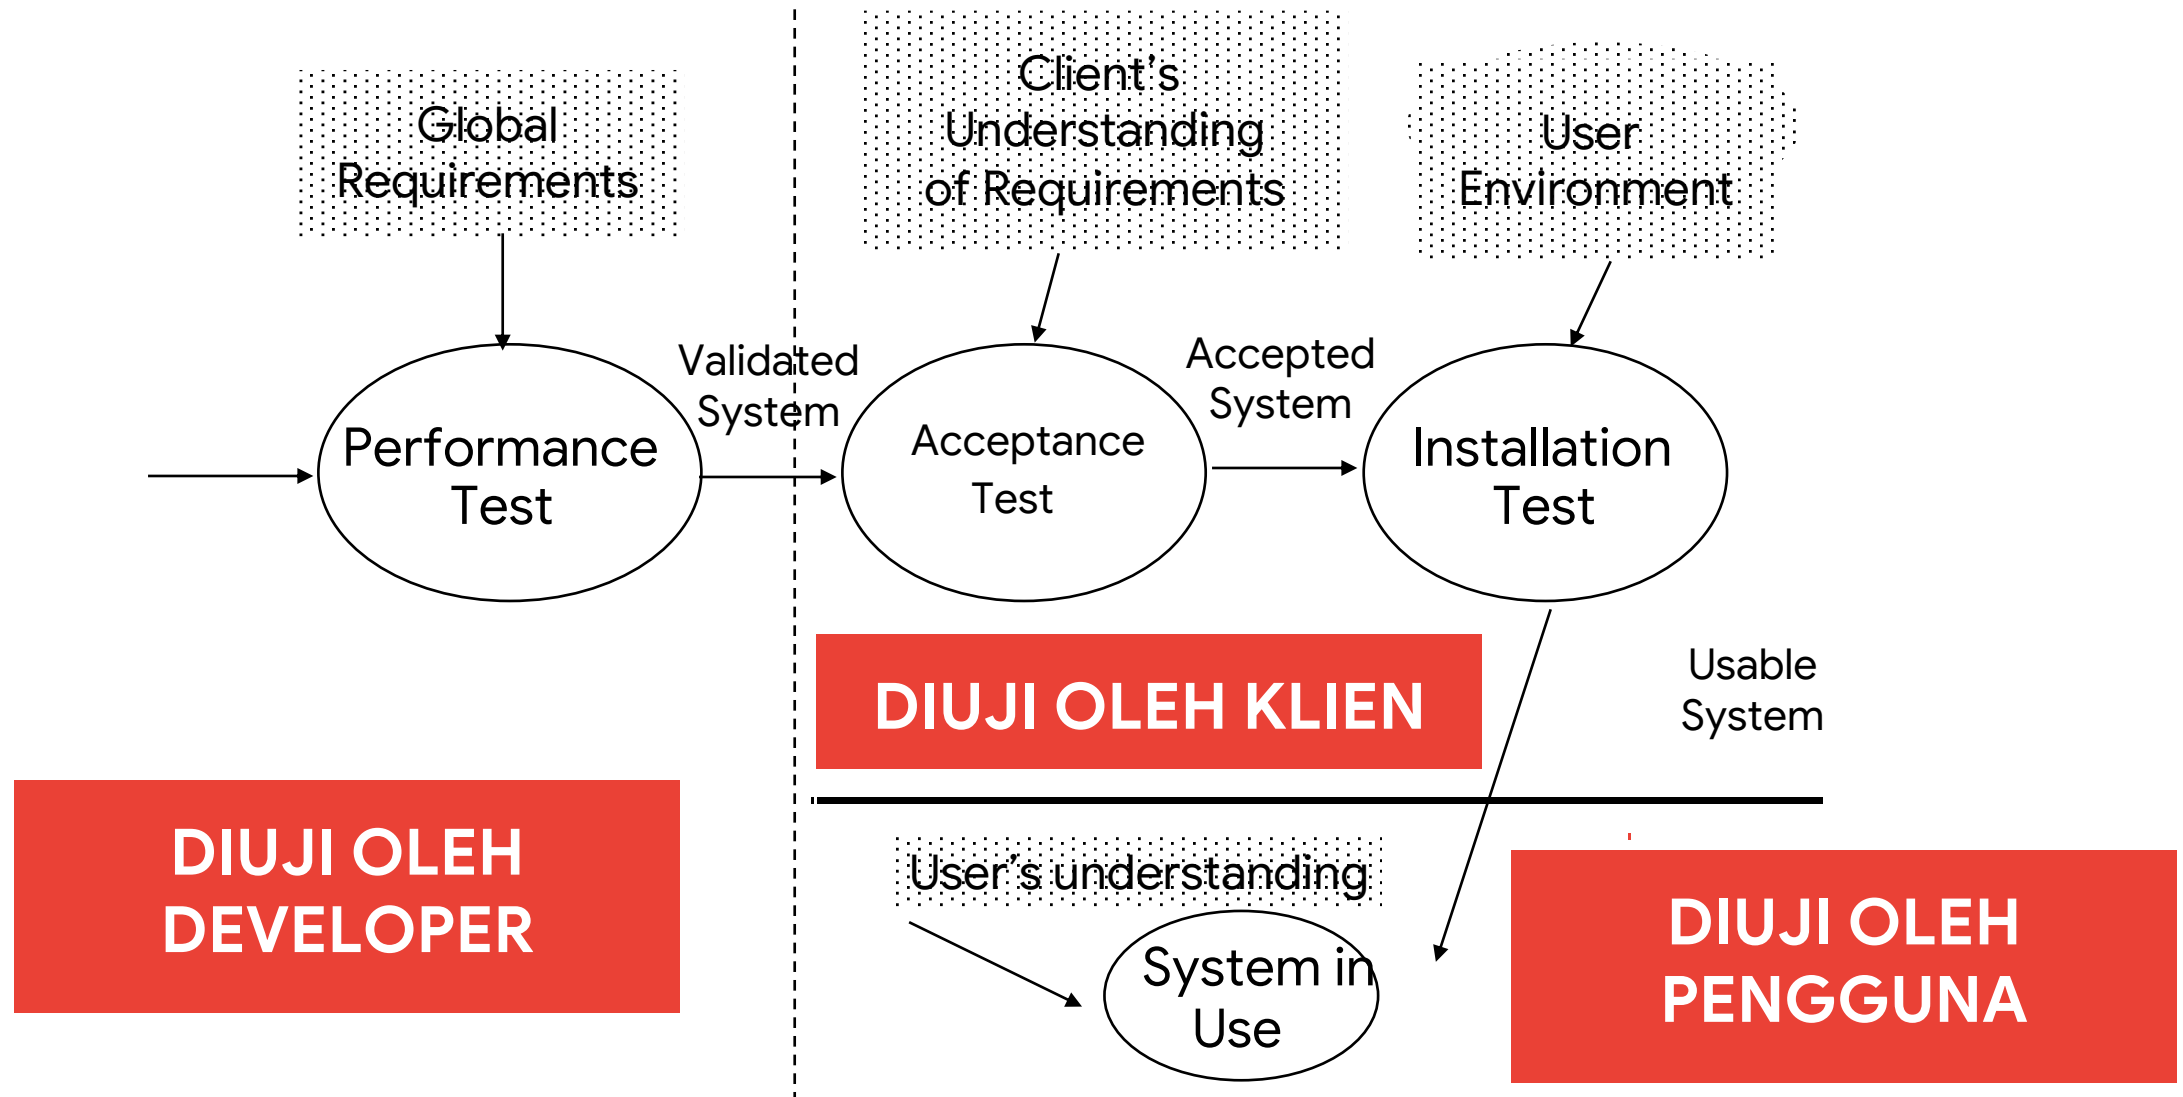 Global
Requirements
Client's
Understanding
of Requirements
User
Environment
Validated
System
Accepted
System
Performance
Test
Acceptance
Test
Installation
Test
Usable
System
DIUJI OLEH KLIEN
DIUJI OLEH
DEVELOPER
User's understanding
System in
Use
DIUJI OLEH
PENGGUNA